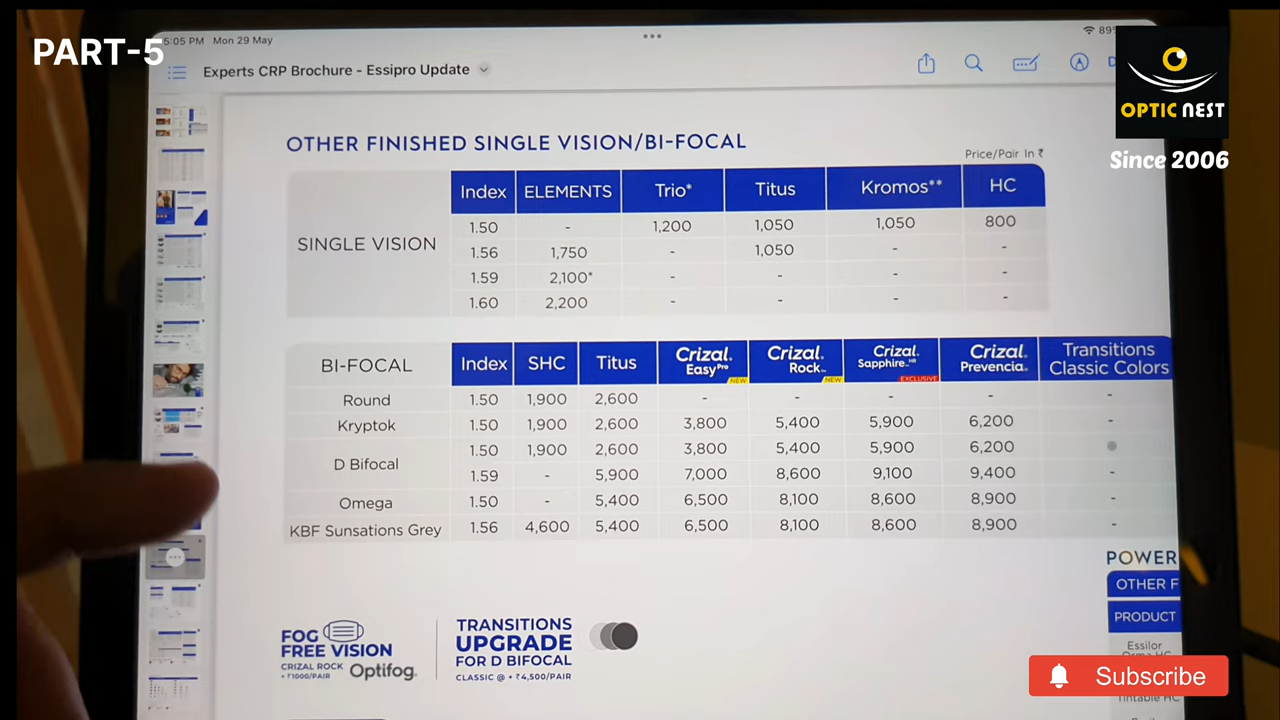 PART-5
5:05 PM Mon 29 May
89
Experts CRP Brochure - Essipro Update
OPTIC NEST
Since 2006
OTHER FINISHED SINGLE VISION/BI-FOCAL
Price/Pair In ₹
Index ELEMENTS Trio* Titus Kromos** HC
SINGLE VISION
1.50 - 1,200 1,050 1,050 800
1.56 1,750 - 1,050 - -
1.59 2,100* - - - -
1.60 2,200 - - - -
BI-FOCAL Index SHC Titus Crizal Easy Pro NEW Crizal Rock NEW Crizal Sapphire HR EXCLUSIVE Crizal Prevencia Transitions Classic Colors
Round 1.50 1,900 2,600 - - - - -
Kryptok 1.50 1,900 2,600 3,800 5,400 5,900 6,200 -
D Bifocal
1.50 1,900 2,600 3,800 5,400 5,900 6,200
1.59 - 5,900 7,000 8,600 9,100 9,400 -
Omega 1.50 - 5,400 6,500 8,100 8,600 8,900 -
KBF Sunsations Grey 1.56 4,600 5,400 6,500 8,100 8,600 8,900 -
POWER
OTHER F
PRODUCT
Essilor
Orma HC
Tintable HC
FOG
FREE VISION
CRIZAL ROCK
+ ₹1000/PAIR
Optifog
TRANSITIONS
UPGRADE
FOR D BIFOCAL
CLASSIC @ + ₹4,500/PAIR
Subscribe